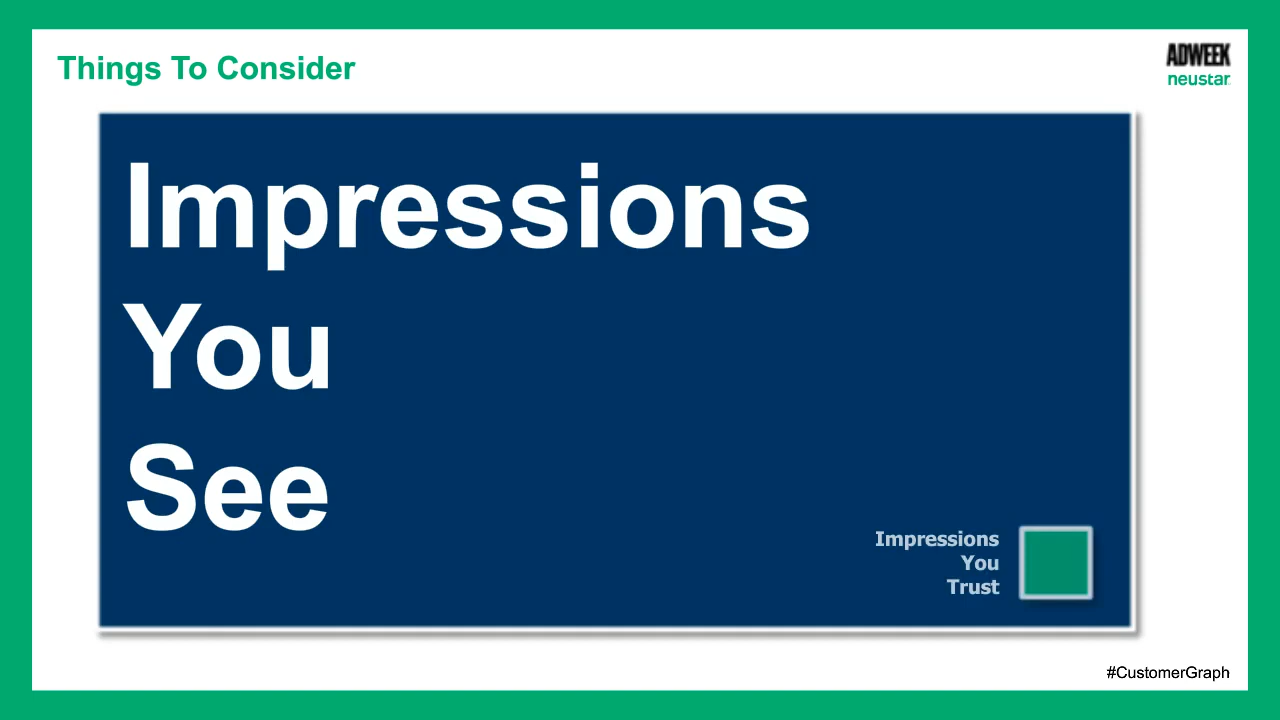 Things To Consider
ADWEEK
neustar
Impressions
You
See
Impressions
You
Trust
#CustomerGraph